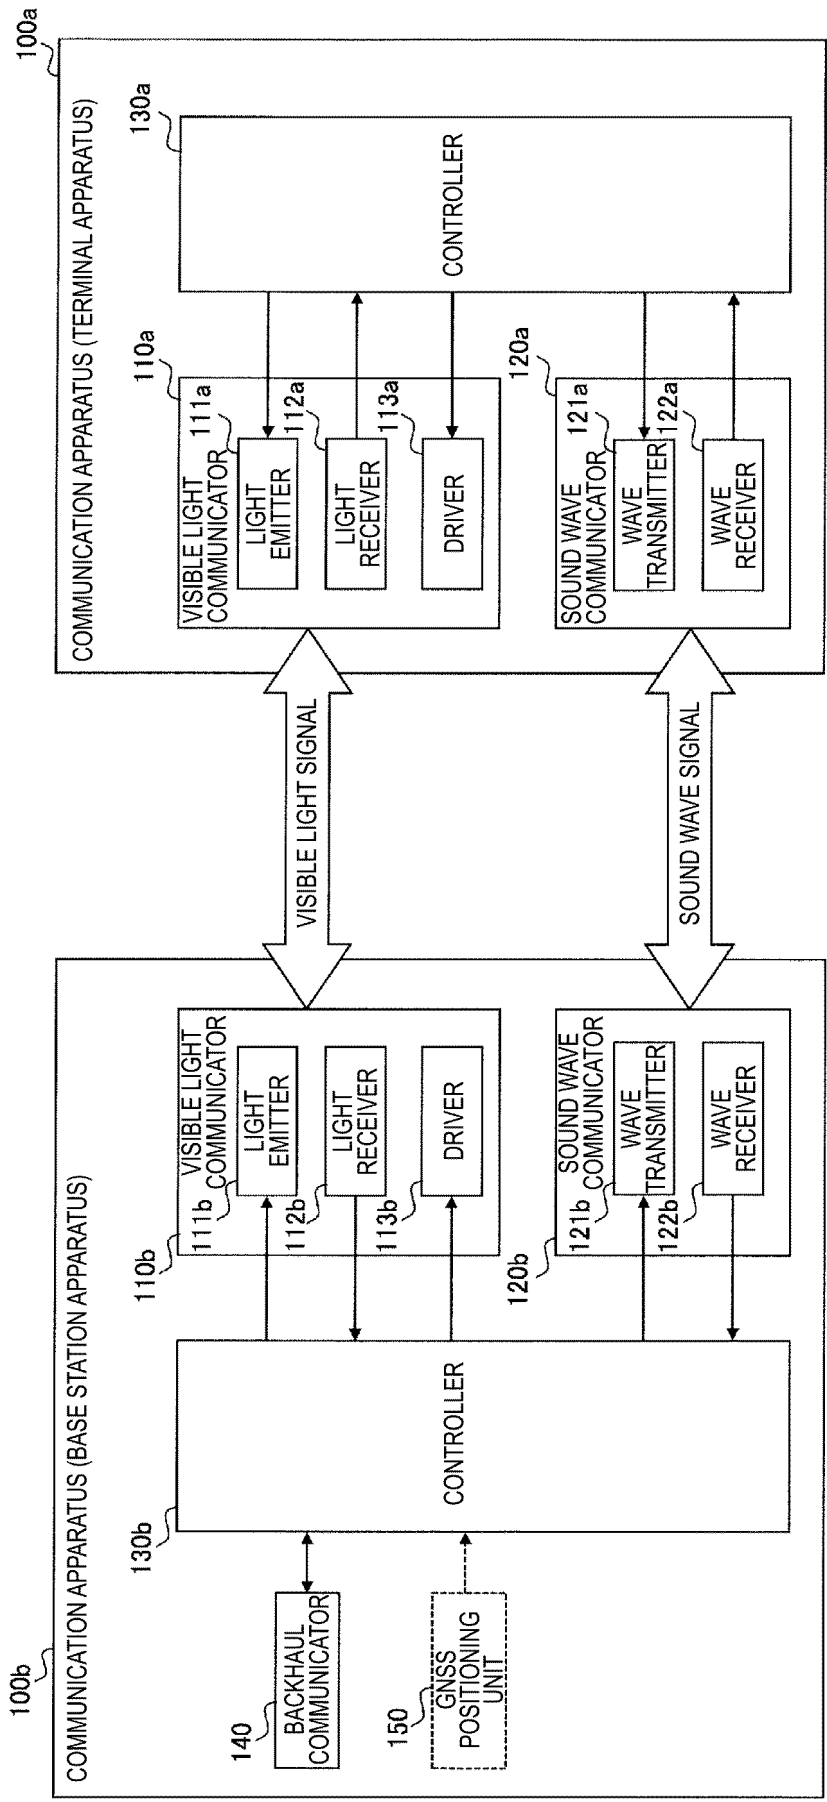 100b
COMMUNICATION APPARATUS (BASE STATION APPARATUS)
140
BACKHAUL
COMMUNICATOR
150
GNSS
POSITIONING
UNIT
130b
CONTROLLER
110b
VISIBLE LIGHT
COMMUNICATOR
111b
LIGHT
EMITTER
112b
LIGHT
RECEIVER
113b
DRIVER
120b
SOUND WAVE
COMMUNICATOR
121b
WAVE
TRANSMITTER
122b
WAVE
RECEIVER
VISIBLE LIGHT SIGNAL
SOUND WAVE SIGNAL
100a
COMMUNICATION APPARATUS (TERMINAL APPARATUS)
110a
VISIBLE LIGHT
COMMUNICATOR
111a
LIGHT
EMITTER
112a
LIGHT
RECEIVER
113a
DRIVER
120a
SOUND WAVE
COMMUNICATOR
121a
WAVE
TRANSMITTER
122a
WAVE
RECEIVER
130a
CONTROLLER